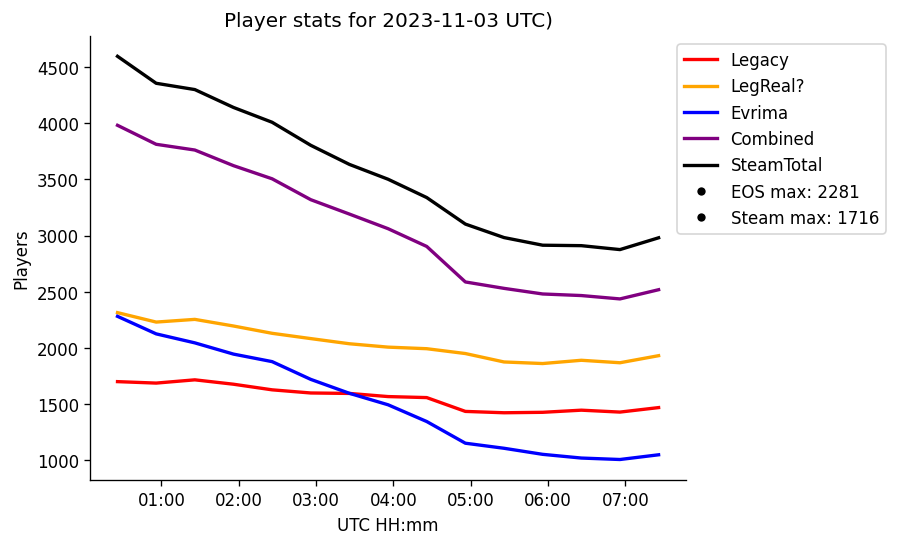 Player stats for 2023-11-03 UTC)
Legacy
LegReal?
Evrima
Combined
SteamTotal
EOS max: 2281
Steam max: 1716
Players
4500
4000
3500
3000
2500
2000
1500
1000
01:00 02:00 03:00 04:00 05:00 06:00 07:00
UTC HH:mm